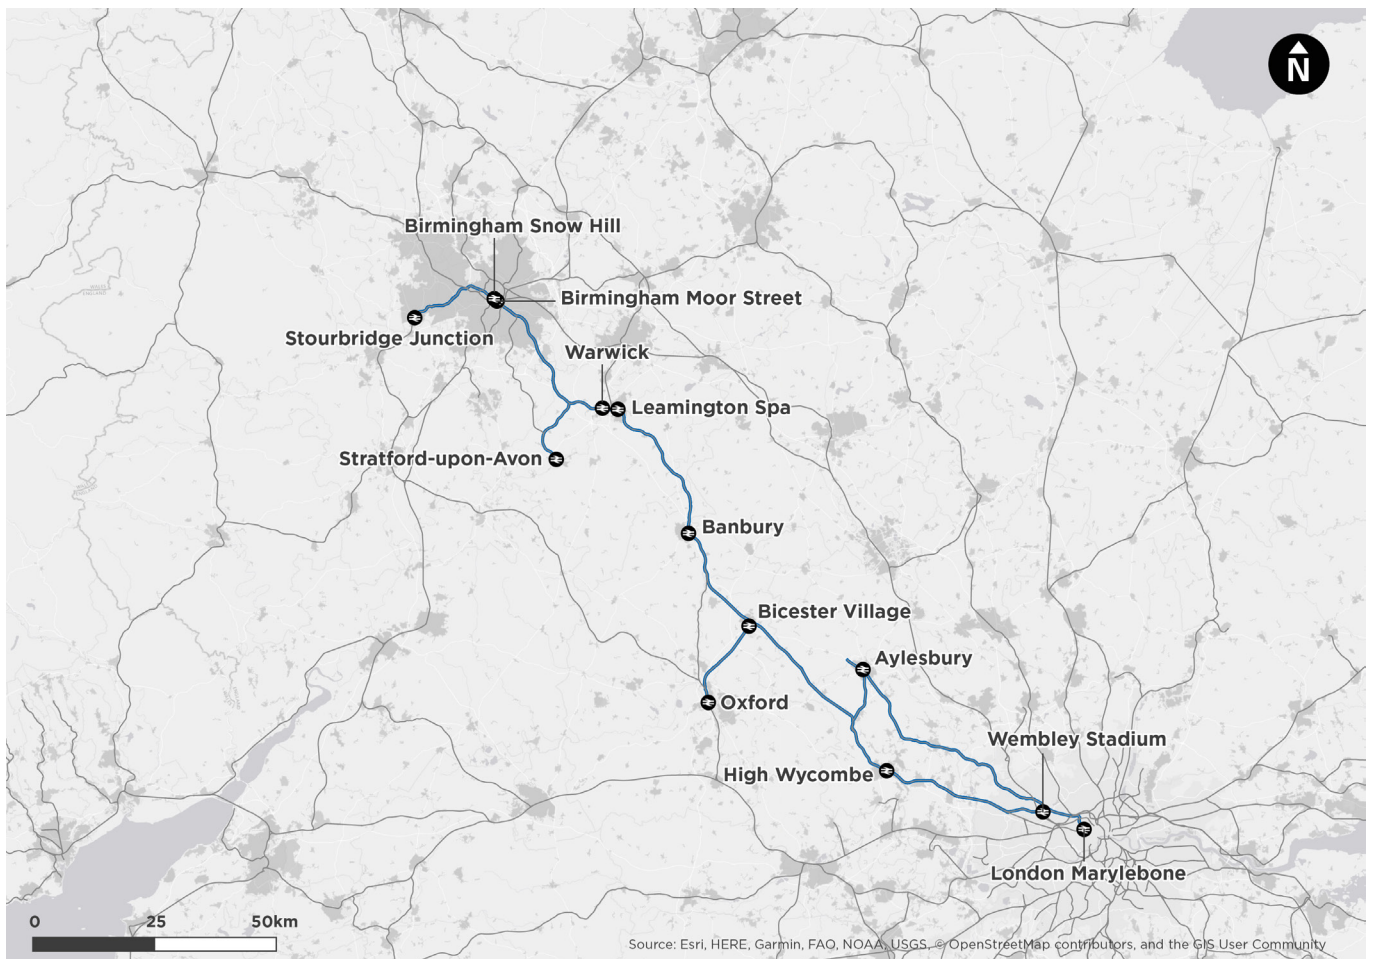 N
Birmingham Snow Hill
Birmingham Moor Street
Stourbridge Junction
Warwick
Leamington Spa
Stratford-upon-Avon
Banbury
Bicester Village
Aylesbury
Oxford
Wembley Stadium
High Wycombe
London Marylebone
0 25 50km
Source: Esri, HERE, Garmin, FAO, NOAA, USGS, © OpenStreetMap contributors, and the GIS User Community